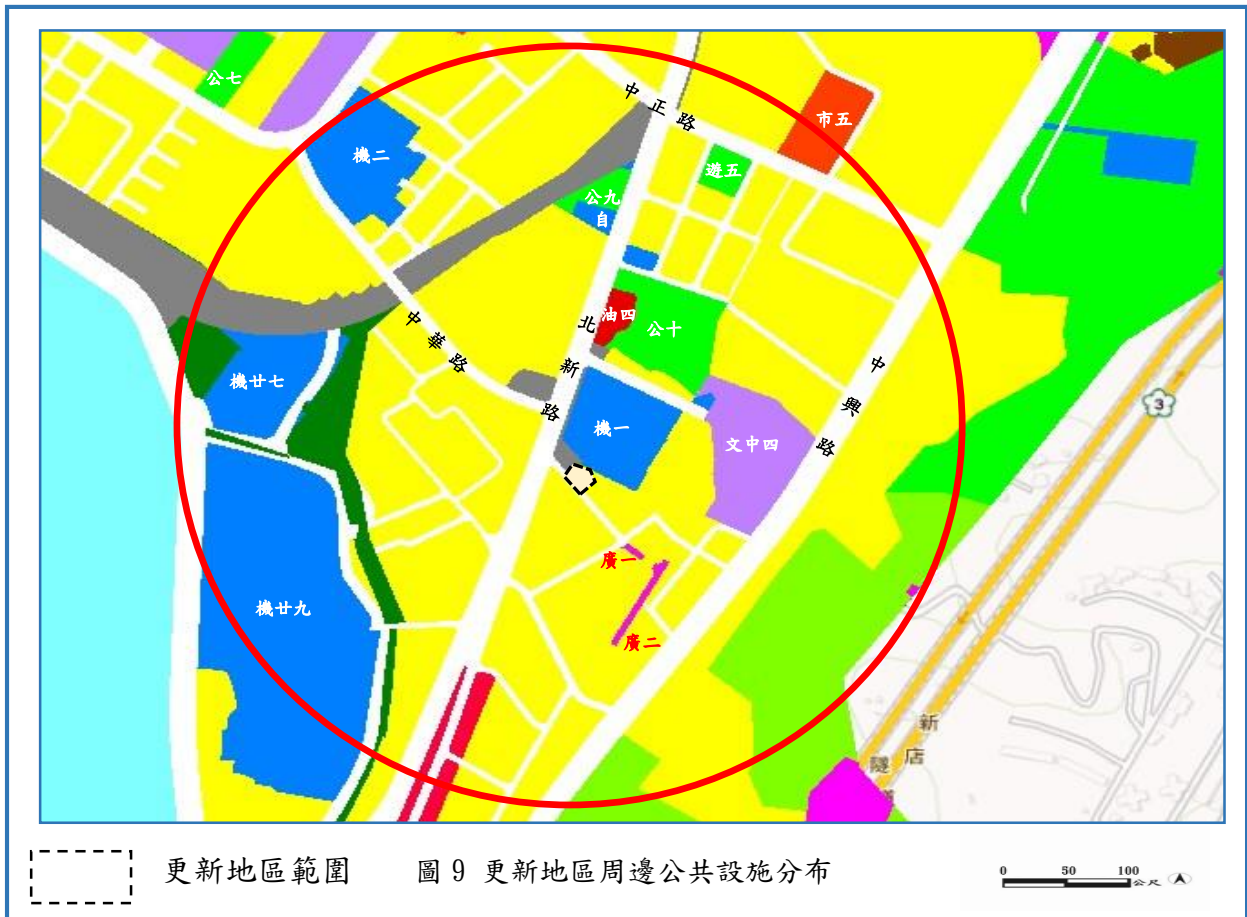 公七
中正路
市五
機二
遊五
公九
自
油四
公十
北新路
中華路
中興路
機廿七
機一
文中四
3
廣一
機廿九
廣二
新店
隧
更新地區範圍
圖 9 更新地區周邊公共設施分布
0 50 100
公尺